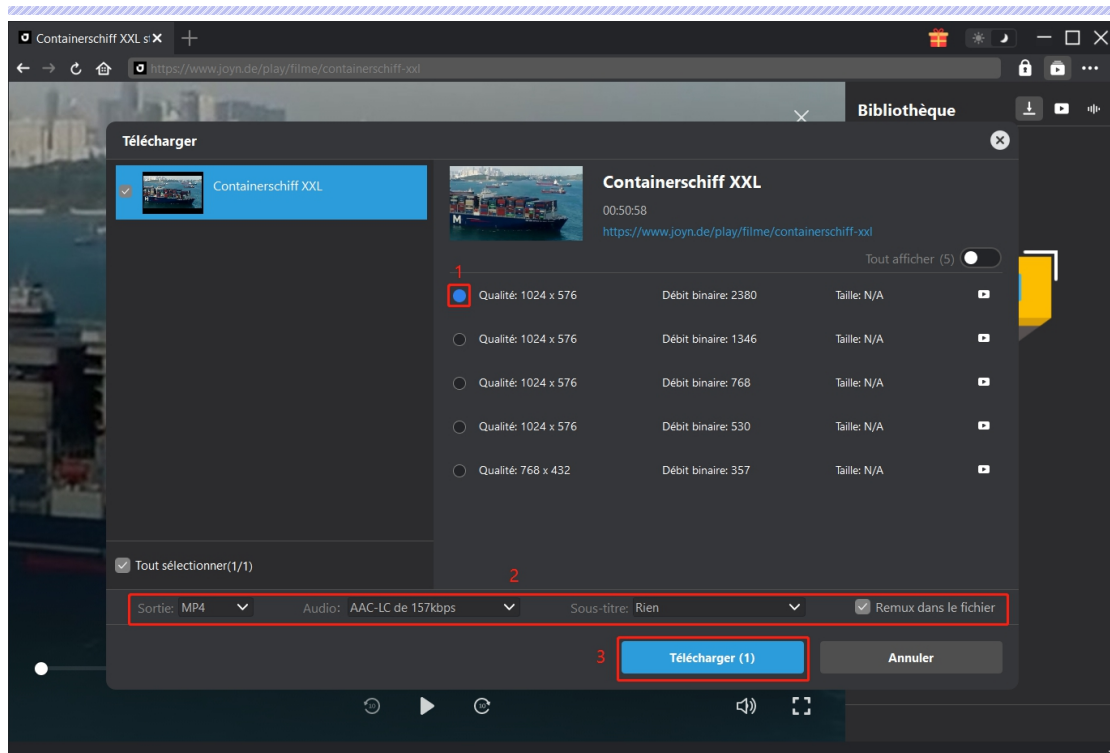 Containerschiff XXL s
https://www.joyn.de/play/filme/containerschiff-xxl
Bibliothèque
Télécharger
Containerschiff XXL
Containerschiff XXL
00:50:58
https://www.joyn.de/play/filme/containerschiff-xxl
Tout afficher (5)
1
Qualité: 1024 x 576 Débit binaire: 2380 Taille: N/A
Qualité: 1024 x 576 Débit binaire: 1346 Taille: N/A
Qualité: 1024 x 576 Débit binaire: 768 Taille: N/A
Qualité: 1024 x 576 Débit binaire: 530 Taille: N/A
Qualité: 768 x 432 Débit binaire: 357 Taille: N/A
Tout sélectionner(1/1)
2
Sortie: MP4 Audio: AAC-LC de 157kbps Sous-titre: Rien Remux dans le fichier
3 Télécharger (1) Annuler